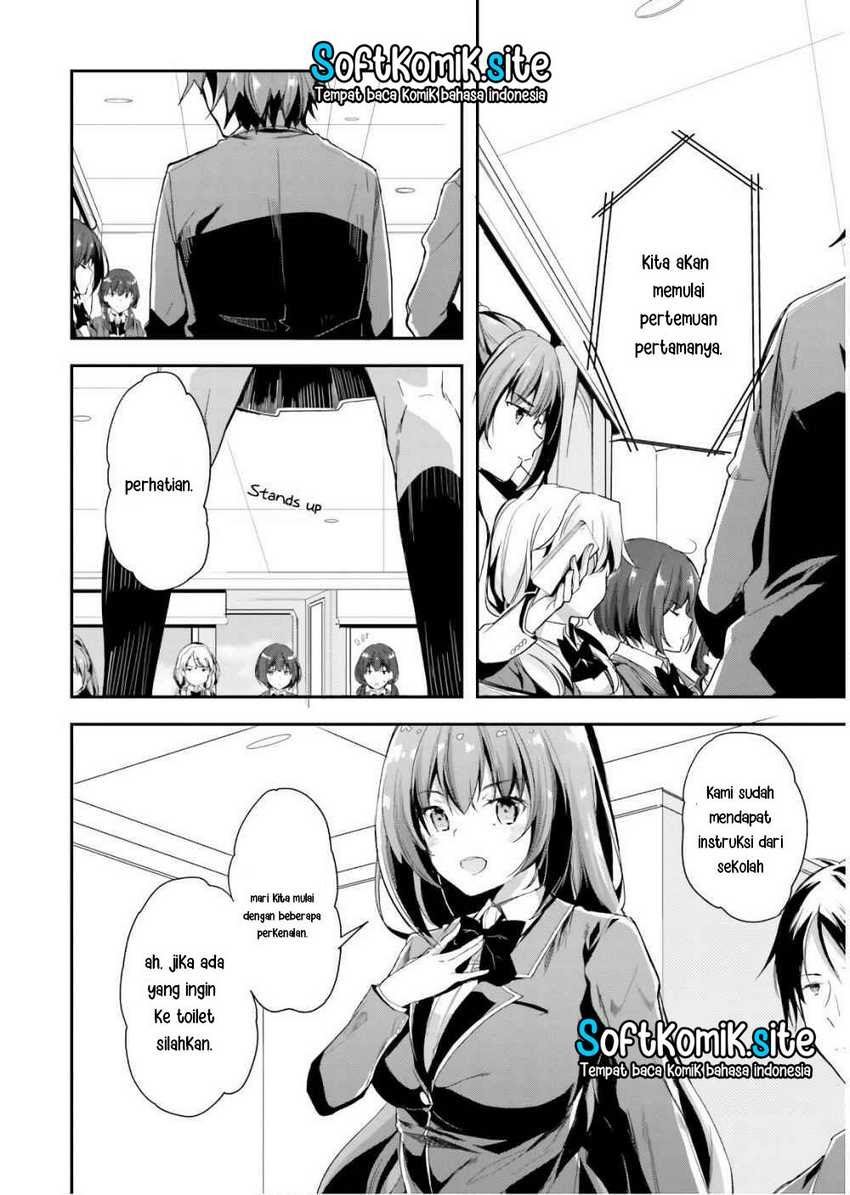 SoftKomik.site
Tempat baca Komik bahasa indonesia
Kita akan
memulai
pertemuan
pertamanya.
perhatian.
Stands up
Kami sudah
mendapat
instruksi dari
sekolah
mari kita mulai
dengan beberapa
perkenalan.
ah, jika ada
yang ingin
ke toilet
silahkan.
SoftKomik.site
Tempat baca Komik bahasa indonesia